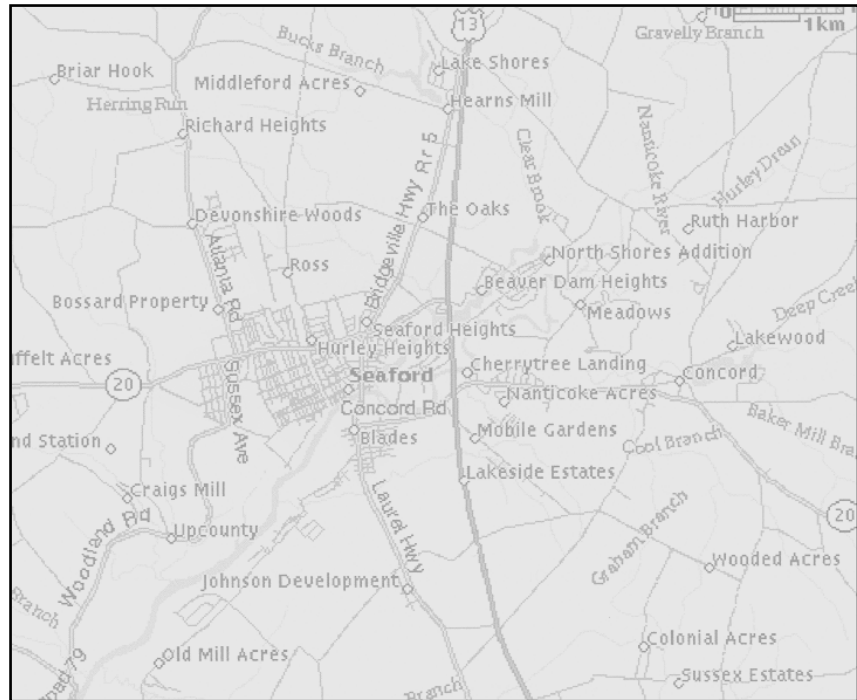 13
1km
Gravelly Branch
Bucks Branch
Lake Shores
Briar Hook
Middleford Acres
Herring Run
Hearns Mill
Richard Heights
Bridgeville Hwy Rr 5
Clear Brook
Nanticoke River
Hurley Drain
Devonshire Woods
The Oaks
Ruth Harbor
Atlanta Rd
Ross
North Shores Addition
Beaver Dam Heights
Bossard Property
Meadows
Deep Creek
Seaford Heights
Lakewood
Hurley Heights
uffelt Acres
Cherrytree Landing
Seaford
Concord
20
Sussex Ave
Nanticoke Acres
Concord Rd
Baker Mill Bra
Blades
Mobile Gardens
Cool Branch
nd Station
Lakeside Estates
Craigs Mill
Laurel Hwy
20
Woodland Rd
Upcounty
Graham Branch
Wooded Acres
Johnson Development
Branch
Colonial Acres
Old Mill Acres
Sussex Estates
Branch